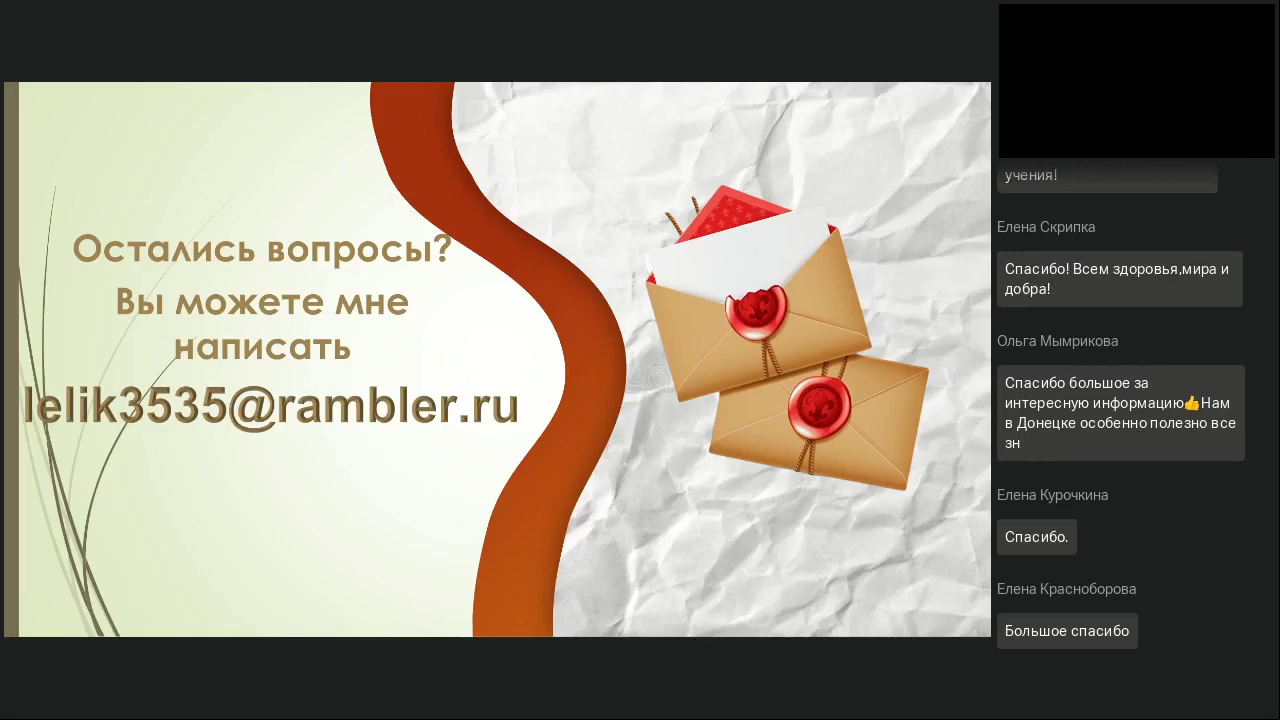 Остались вопросы?
Вы можете мне
написать
lelik3535@rambler.ru
учения!
Елена Скрипка
Спасибо! Всем здоровья,мира и
добра!
Ольга Мымрикова
Спасибо большое за
интересную информацию👍Нам
в Донецке особенно полезно все
зн
Елена Курочкина
Спасибо.
Елена Красноборова
Большое спасибо